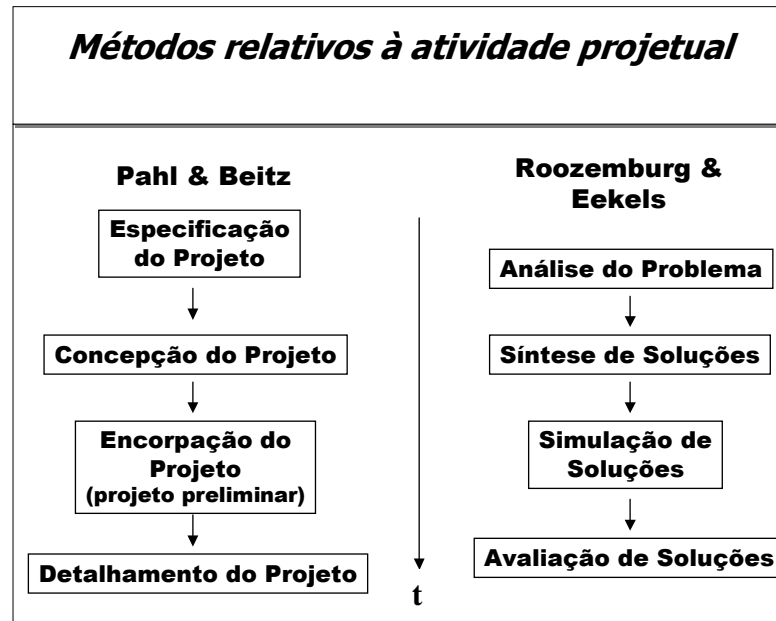 Métodos relativos à atividade projetual
Pahl & Beitz
Especificação
do Projeto
Concepção do Projeto
Encorpação do
Projeto
(projeto preliminar)
Detalhamento do Projeto
t
Roozemburg &
Eekels
Análise do Problema
Síntese de Soluções
Simulação de
Soluções
Avaliação de Soluções